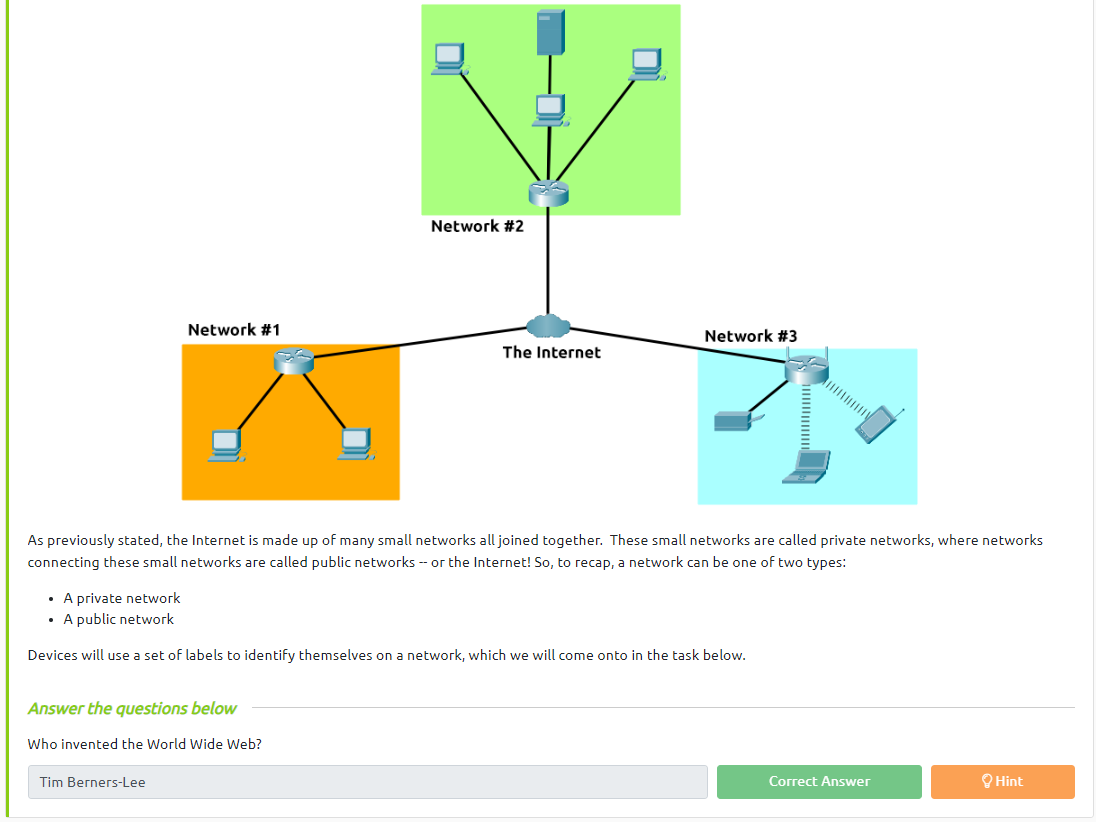 Network #2
Network #1
Network #3
The Internet
As previously stated, the Internet is made up of many small networks all joined together.  These small networks are called private networks, where networks
connecting these small networks are called public networks -- or the Internet! So, to recap, a network can be one of two types:
• A private network
• A public network
Devices will use a set of labels to identify themselves on a network, which we will come onto in the task below.
Answer the questions below
Who invented the World Wide Web?
Tim Berners-Lee
Correct Answer
Hint